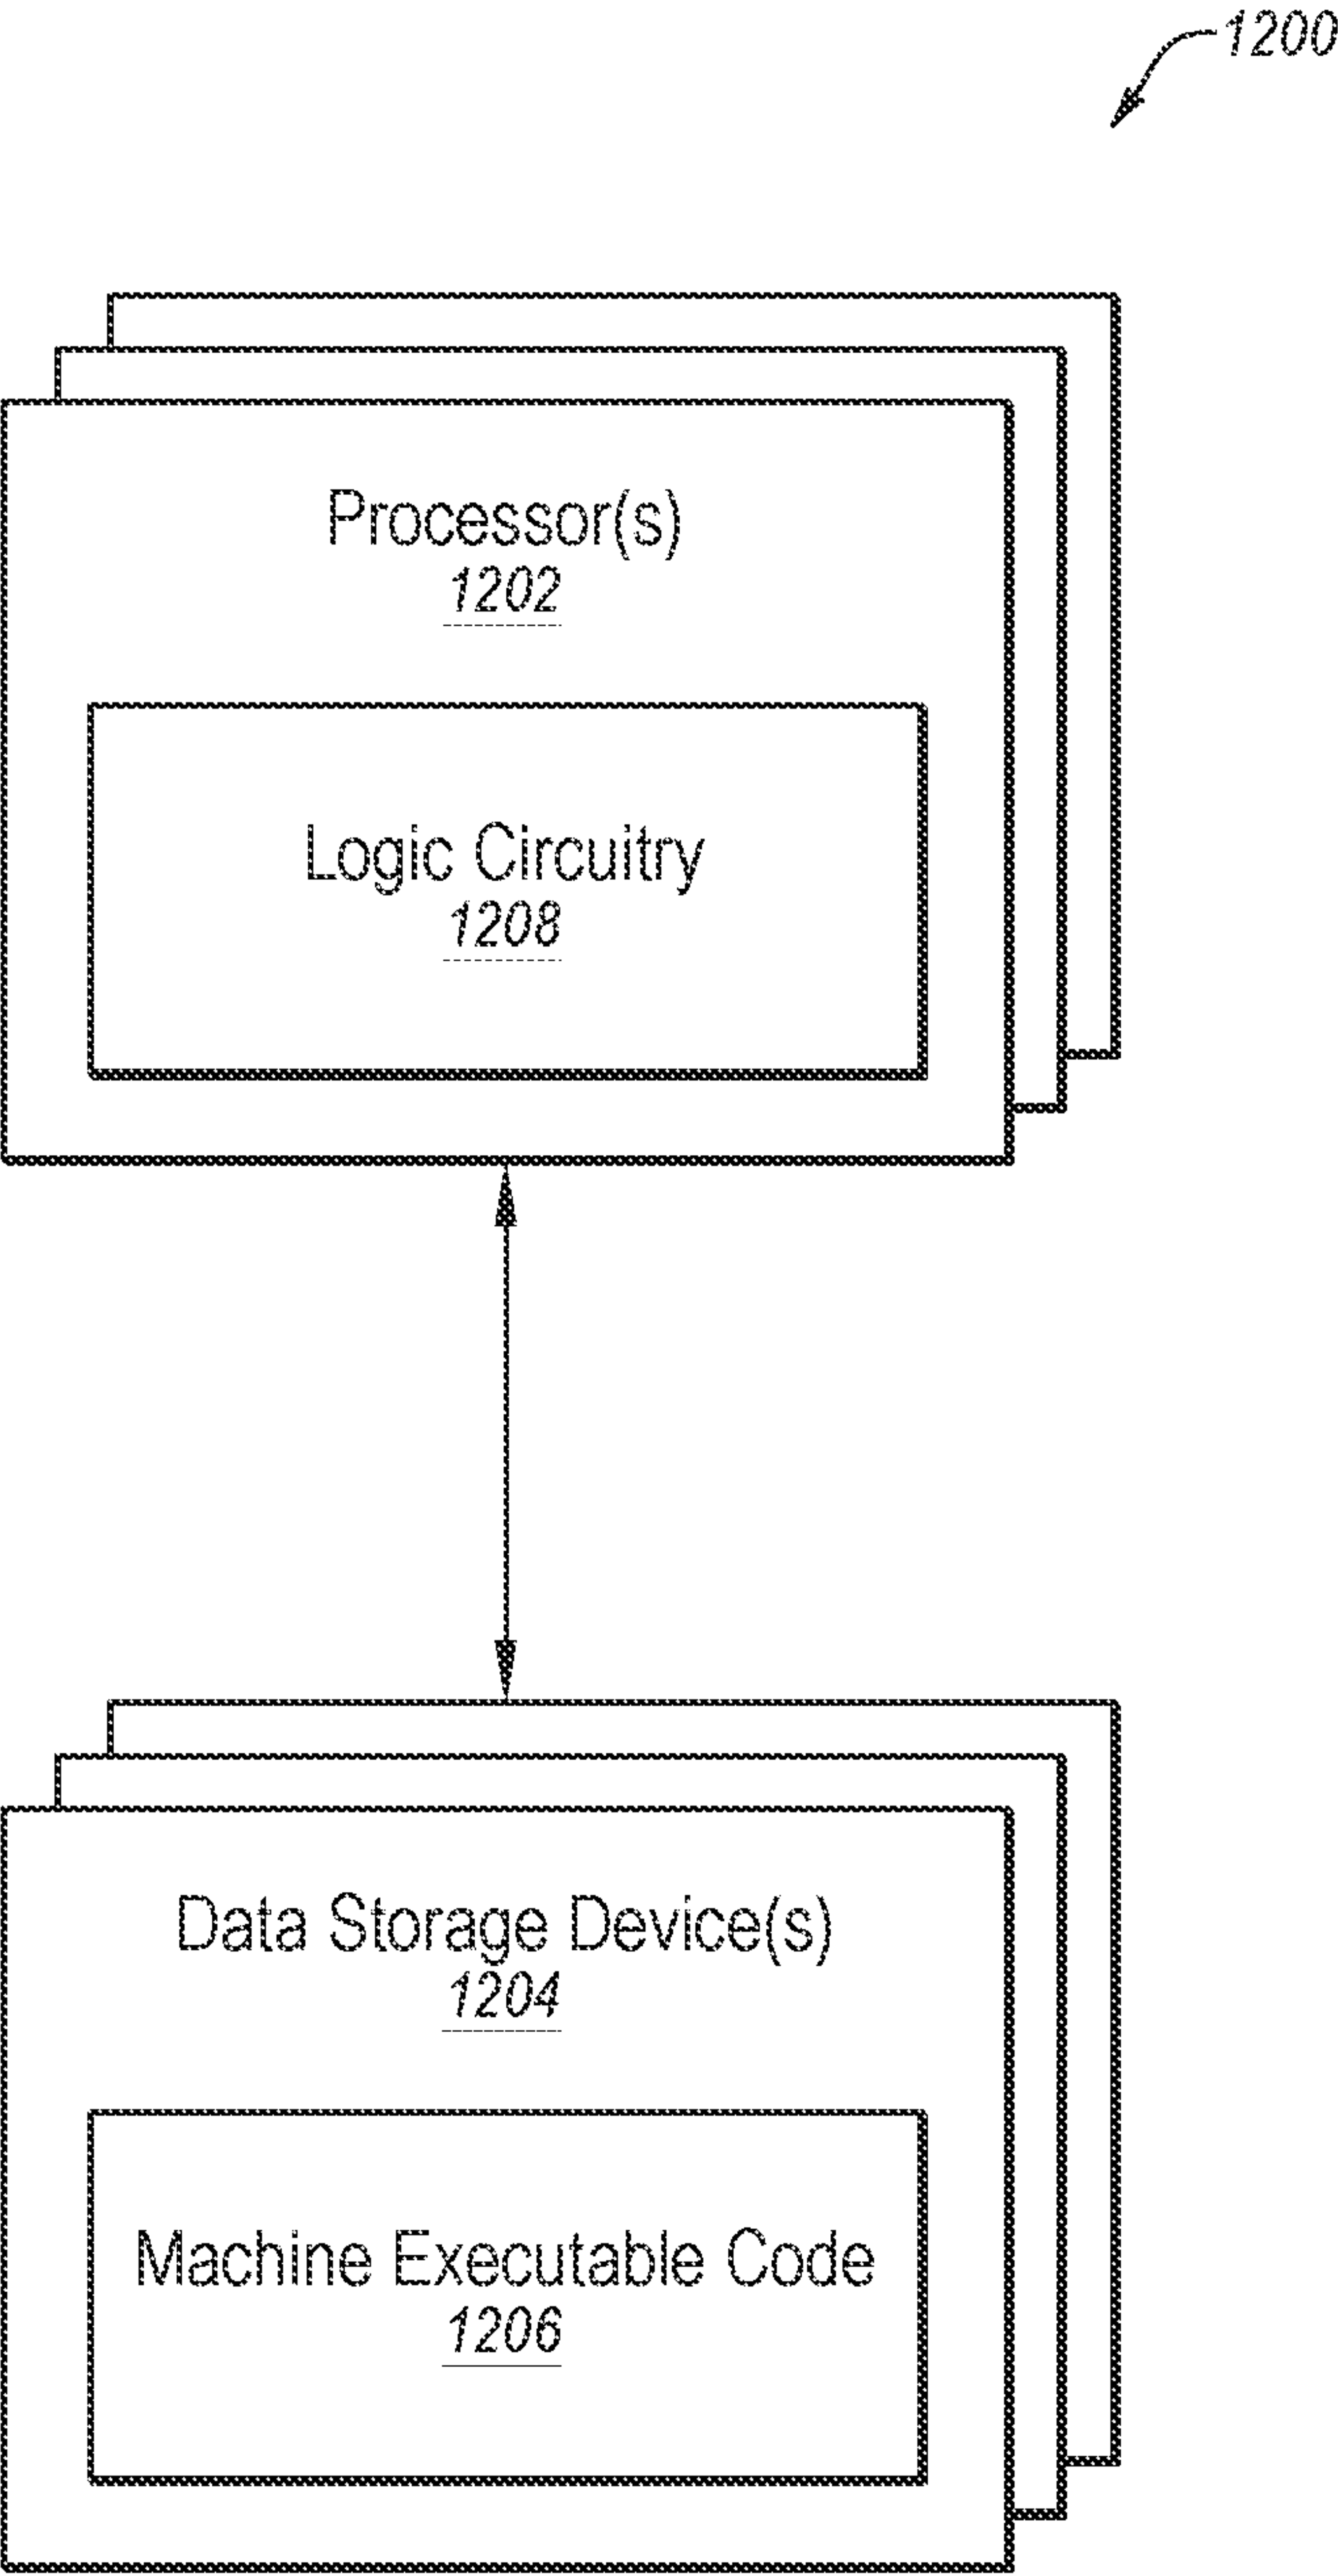 1200
Processor(s)
1202
Logic Circuitry
1208
Data Storage Device(s)
1204
Machine Executable Code
1206